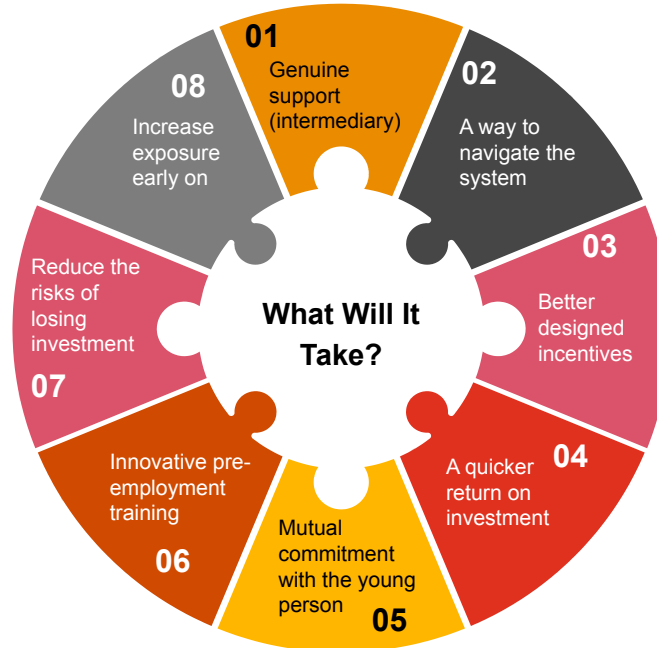 01
Genuine
support
(intermediary)
02
A way to
navigate the
system
03
Better
designed
incentives
04
A quicker
return on
investment
Mutual
commitment
with the young
person
05
Innovative pre-
employment
training
06
Reduce the
risks of
losing
investment
07
08
Increase
exposure
early on
What Will It
Take?